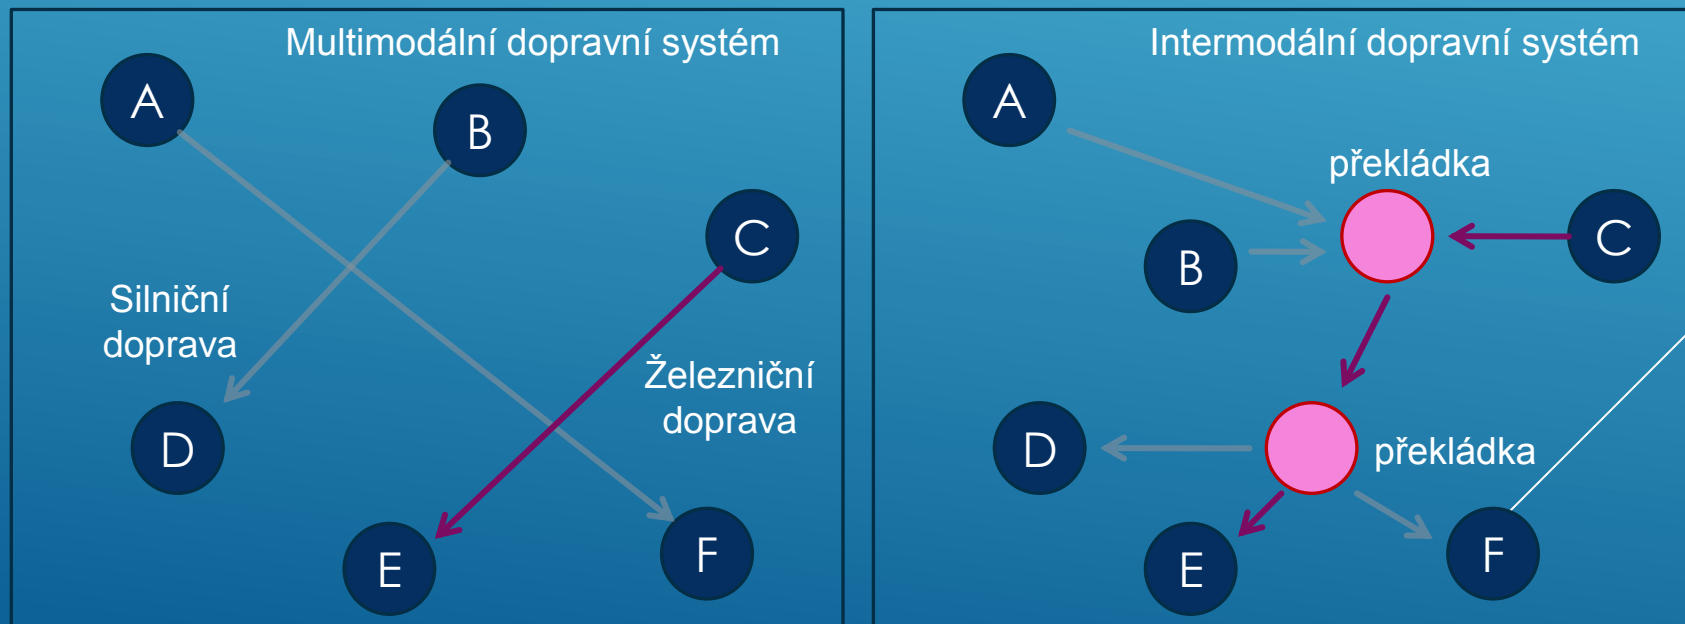 Multimodální dopravní systém
A
B
C
Silniční
doprava
Železniční
doprava
D
E
F
Intermodální dopravní systém
A
překládka
B
C
D
překládka
E
F